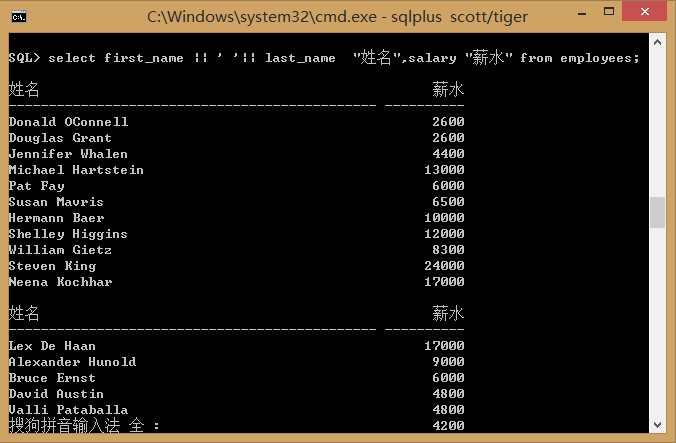 C:\Windows\system32\cmd.exe - sqlplus  scott/tiger
SQL> select first_name || ' '|| last_name  "姓名",salary "薪水" from employees;
姓名 薪水
---------------------------------------------- ----------
Donald OConnell 2600
Douglas Grant 2600
Jennifer Whalen 4400
Michael Hartstein 13000
Pat Fay 6000
Susan Mavris 6500
Hermann Baer 10000
Shelley Higgins 12000
William Gietz 8300
Steven King 24000
Neena Kochhar 17000
姓名 薪水
---------------------------------------------- ----------
Lex De Haan 17000
Alexander Hunold 9000
Bruce Ernst 6000
David Austin 4800
Valli Pataballa 4800
搜狗拼音输入法 全 : 4200